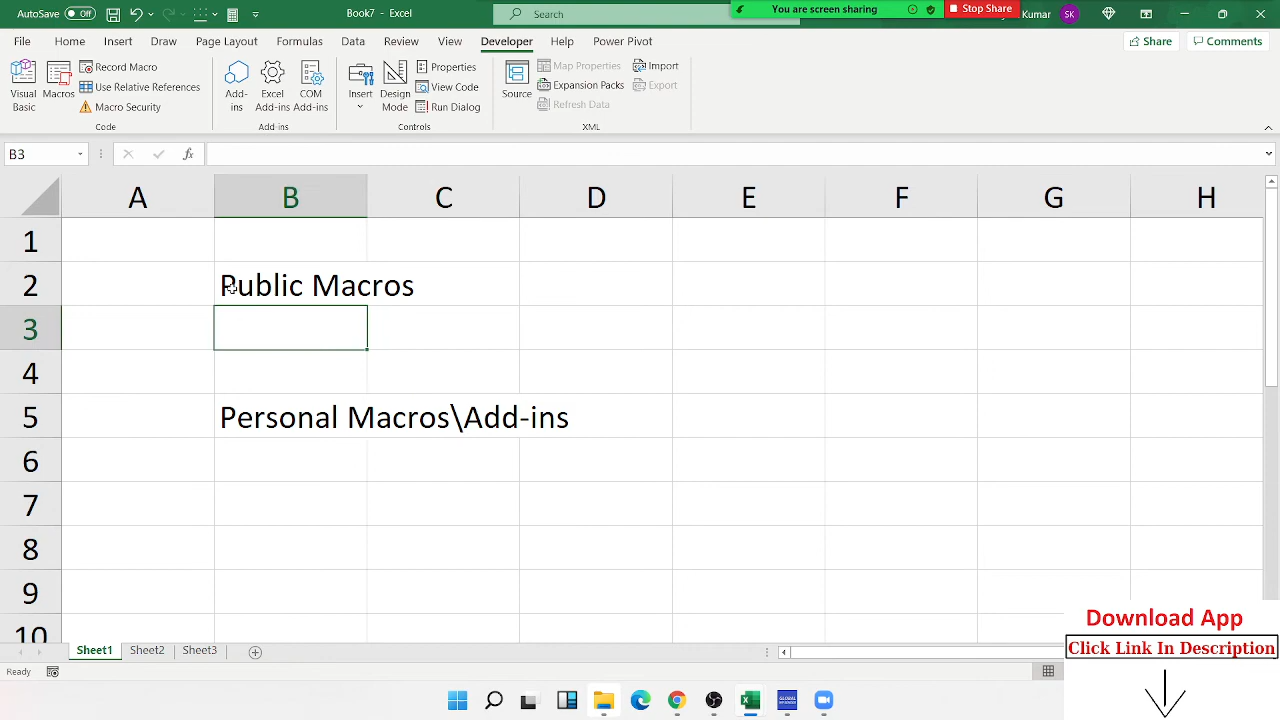 AutoSave Off Book7 - Excel Search You are screen sharing Stop Share Kumar SK
File Home Insert Draw Page Layout Formulas Data Review View Developer Help Power Pivot Share Comments
Visual Basic Macros Record Macro Use Relative References Macro Security Code
Add-ins Excel Add-ins COM Add-ins Add-ins
Insert Design Mode Properties View Code Run Dialog Controls
Source Map Properties Expansion Packs Refresh Data Import Export XML
B3 fx
A B C D E F G H
1
2 Public Macros
3
4
5 Personal Macros\Add-ins
6
7
8
9
10
Download App
Click Link In Description
Sheet1 Sheet2 Sheet3
Ready